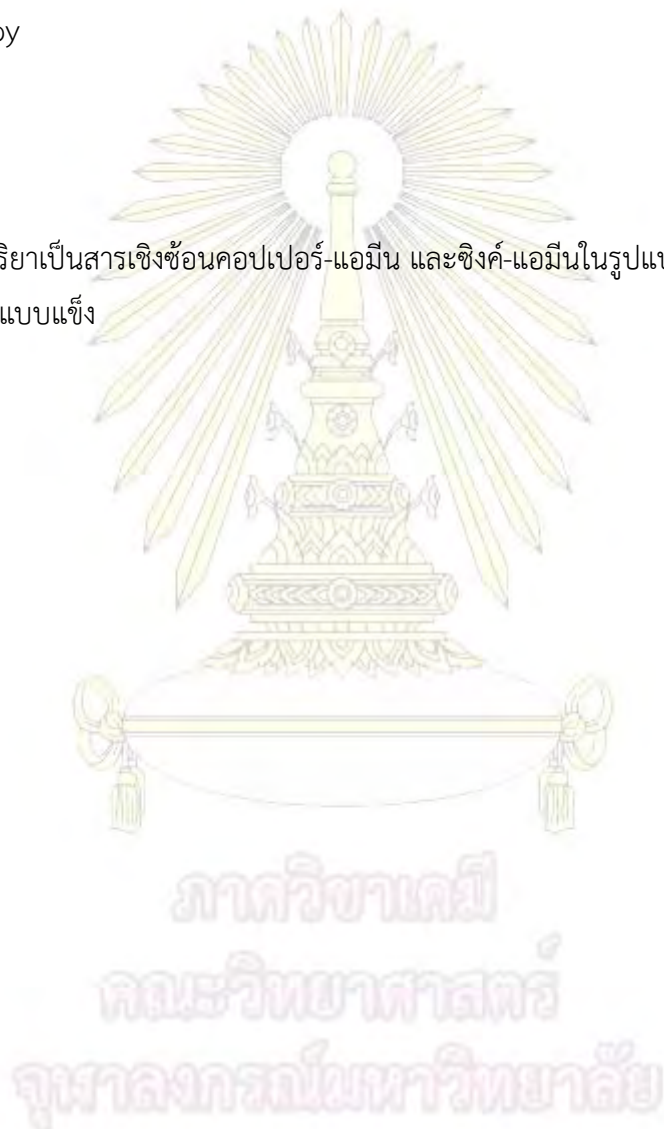 by
ริยาเป็นสารเชิงซ้อนคอปเปอร์-แอมีน และซิงค์-แอมีนในรูปแบ
แบบแข็ง
ภาควิชาเคมี
คณะวิทยาศาสตร์
จุฬาลงกรณ์มหาวิทยาลัย